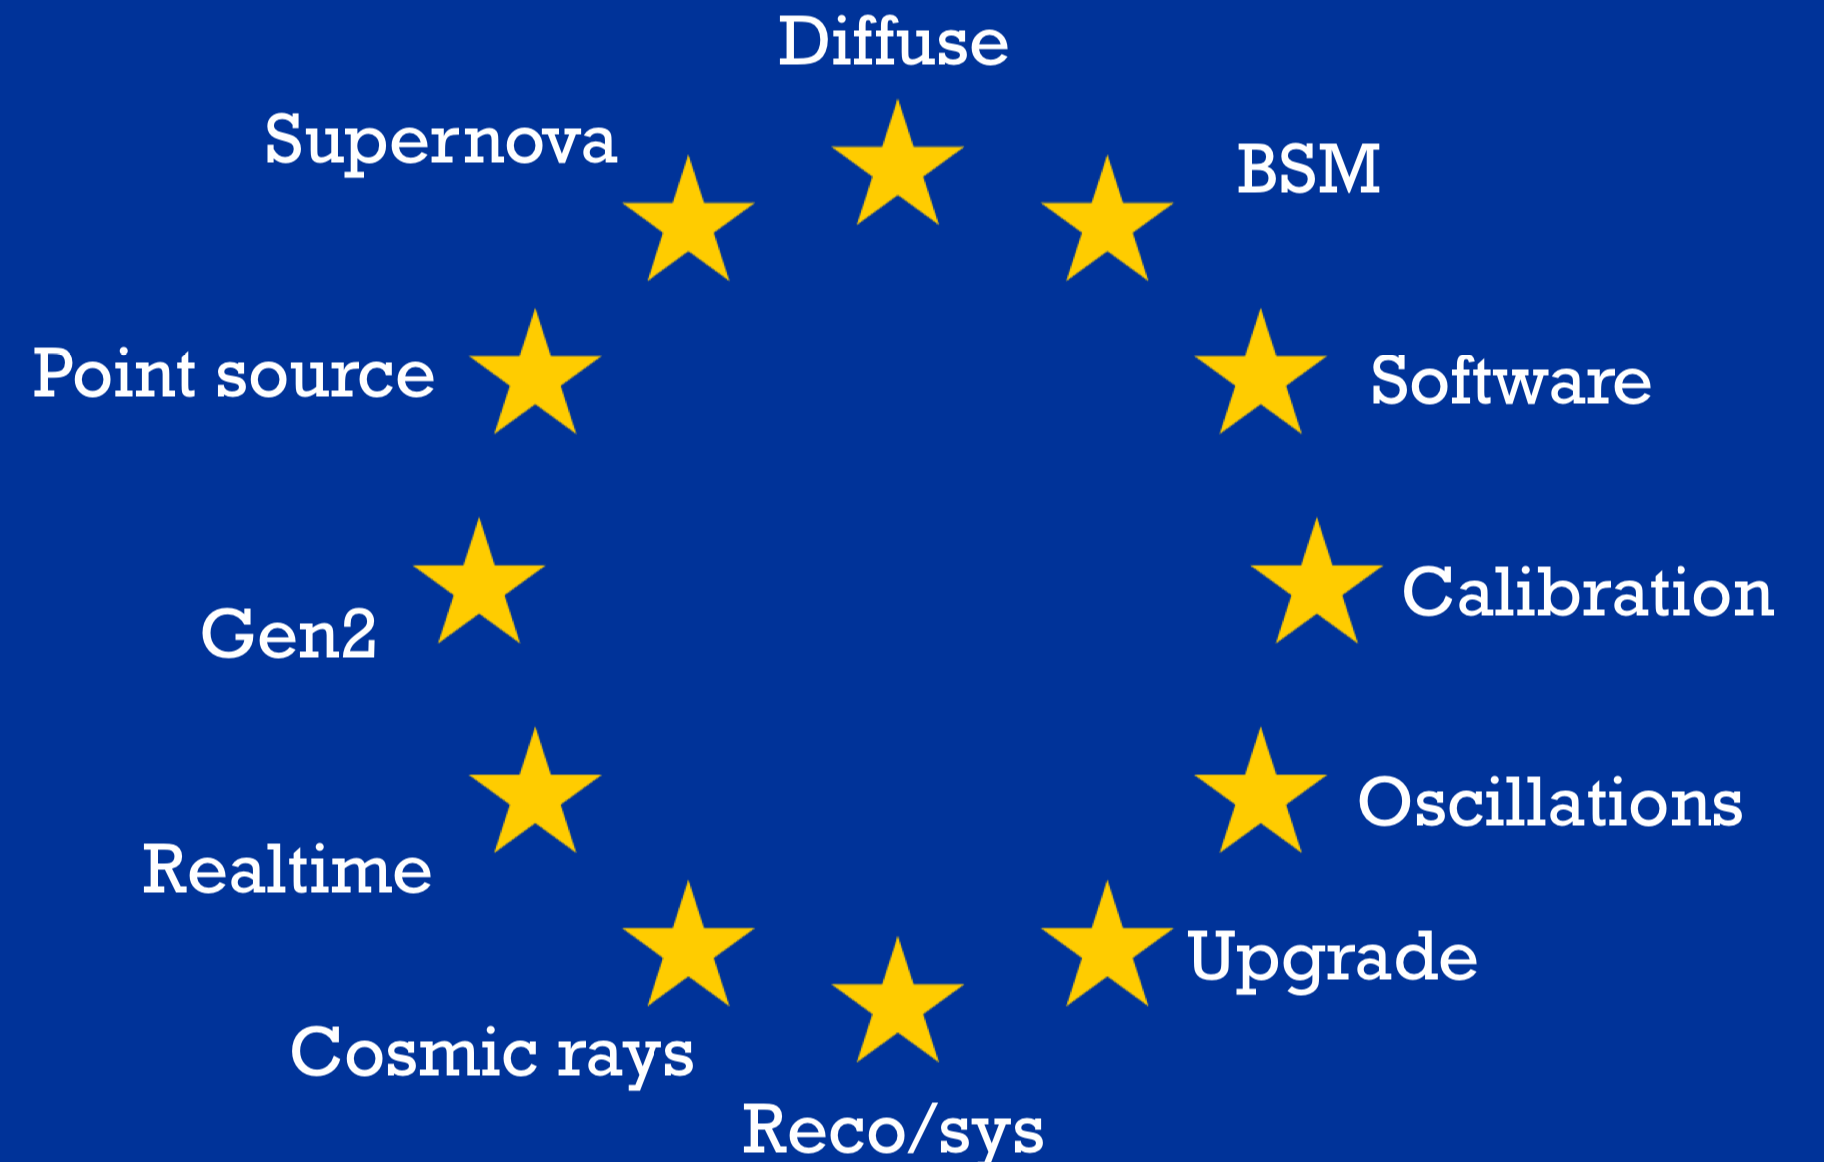 Diffuse
Supernova
BSM
Point source
Software
Calibration
Gen2
Oscillations
Realtime
Upgrade
Cosmic rays
Reco/sys